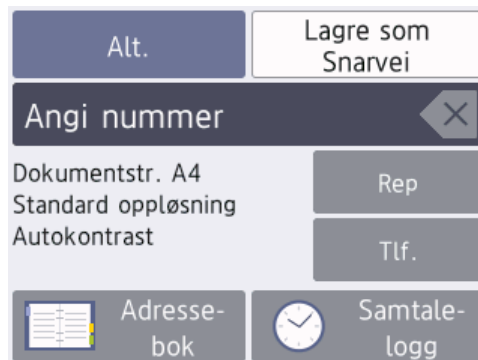 Alt.
Lagre som
Snarvei
Angi nummer
Dokumentstr. A4
Standard oppløsning
Autokontrast
Rep
Tlf.
Adresse-
bok
Samtale-
logg